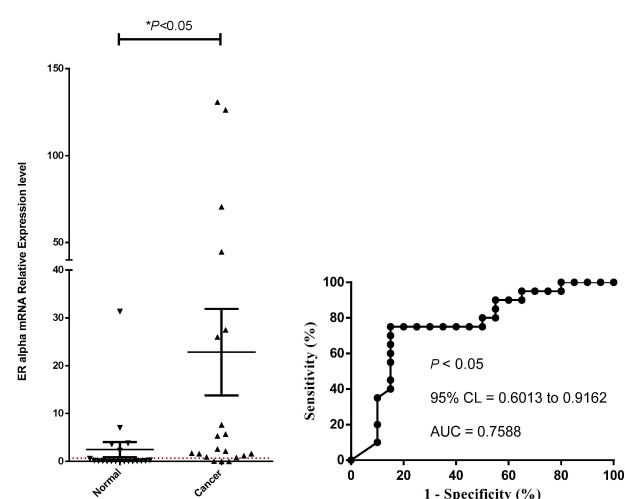 *P<0.05
ER alpha mRNA Relative Expression level
150
100
50
40
30
20
10
0
Normal
Cancer
Sensitivity (%)
100
80
60
40
20
0
P < 0.05
95% CL = 0.6013 to 0.9162
AUC = 0.7588
0 20 40 60 80 100
1 - Specificity (%)